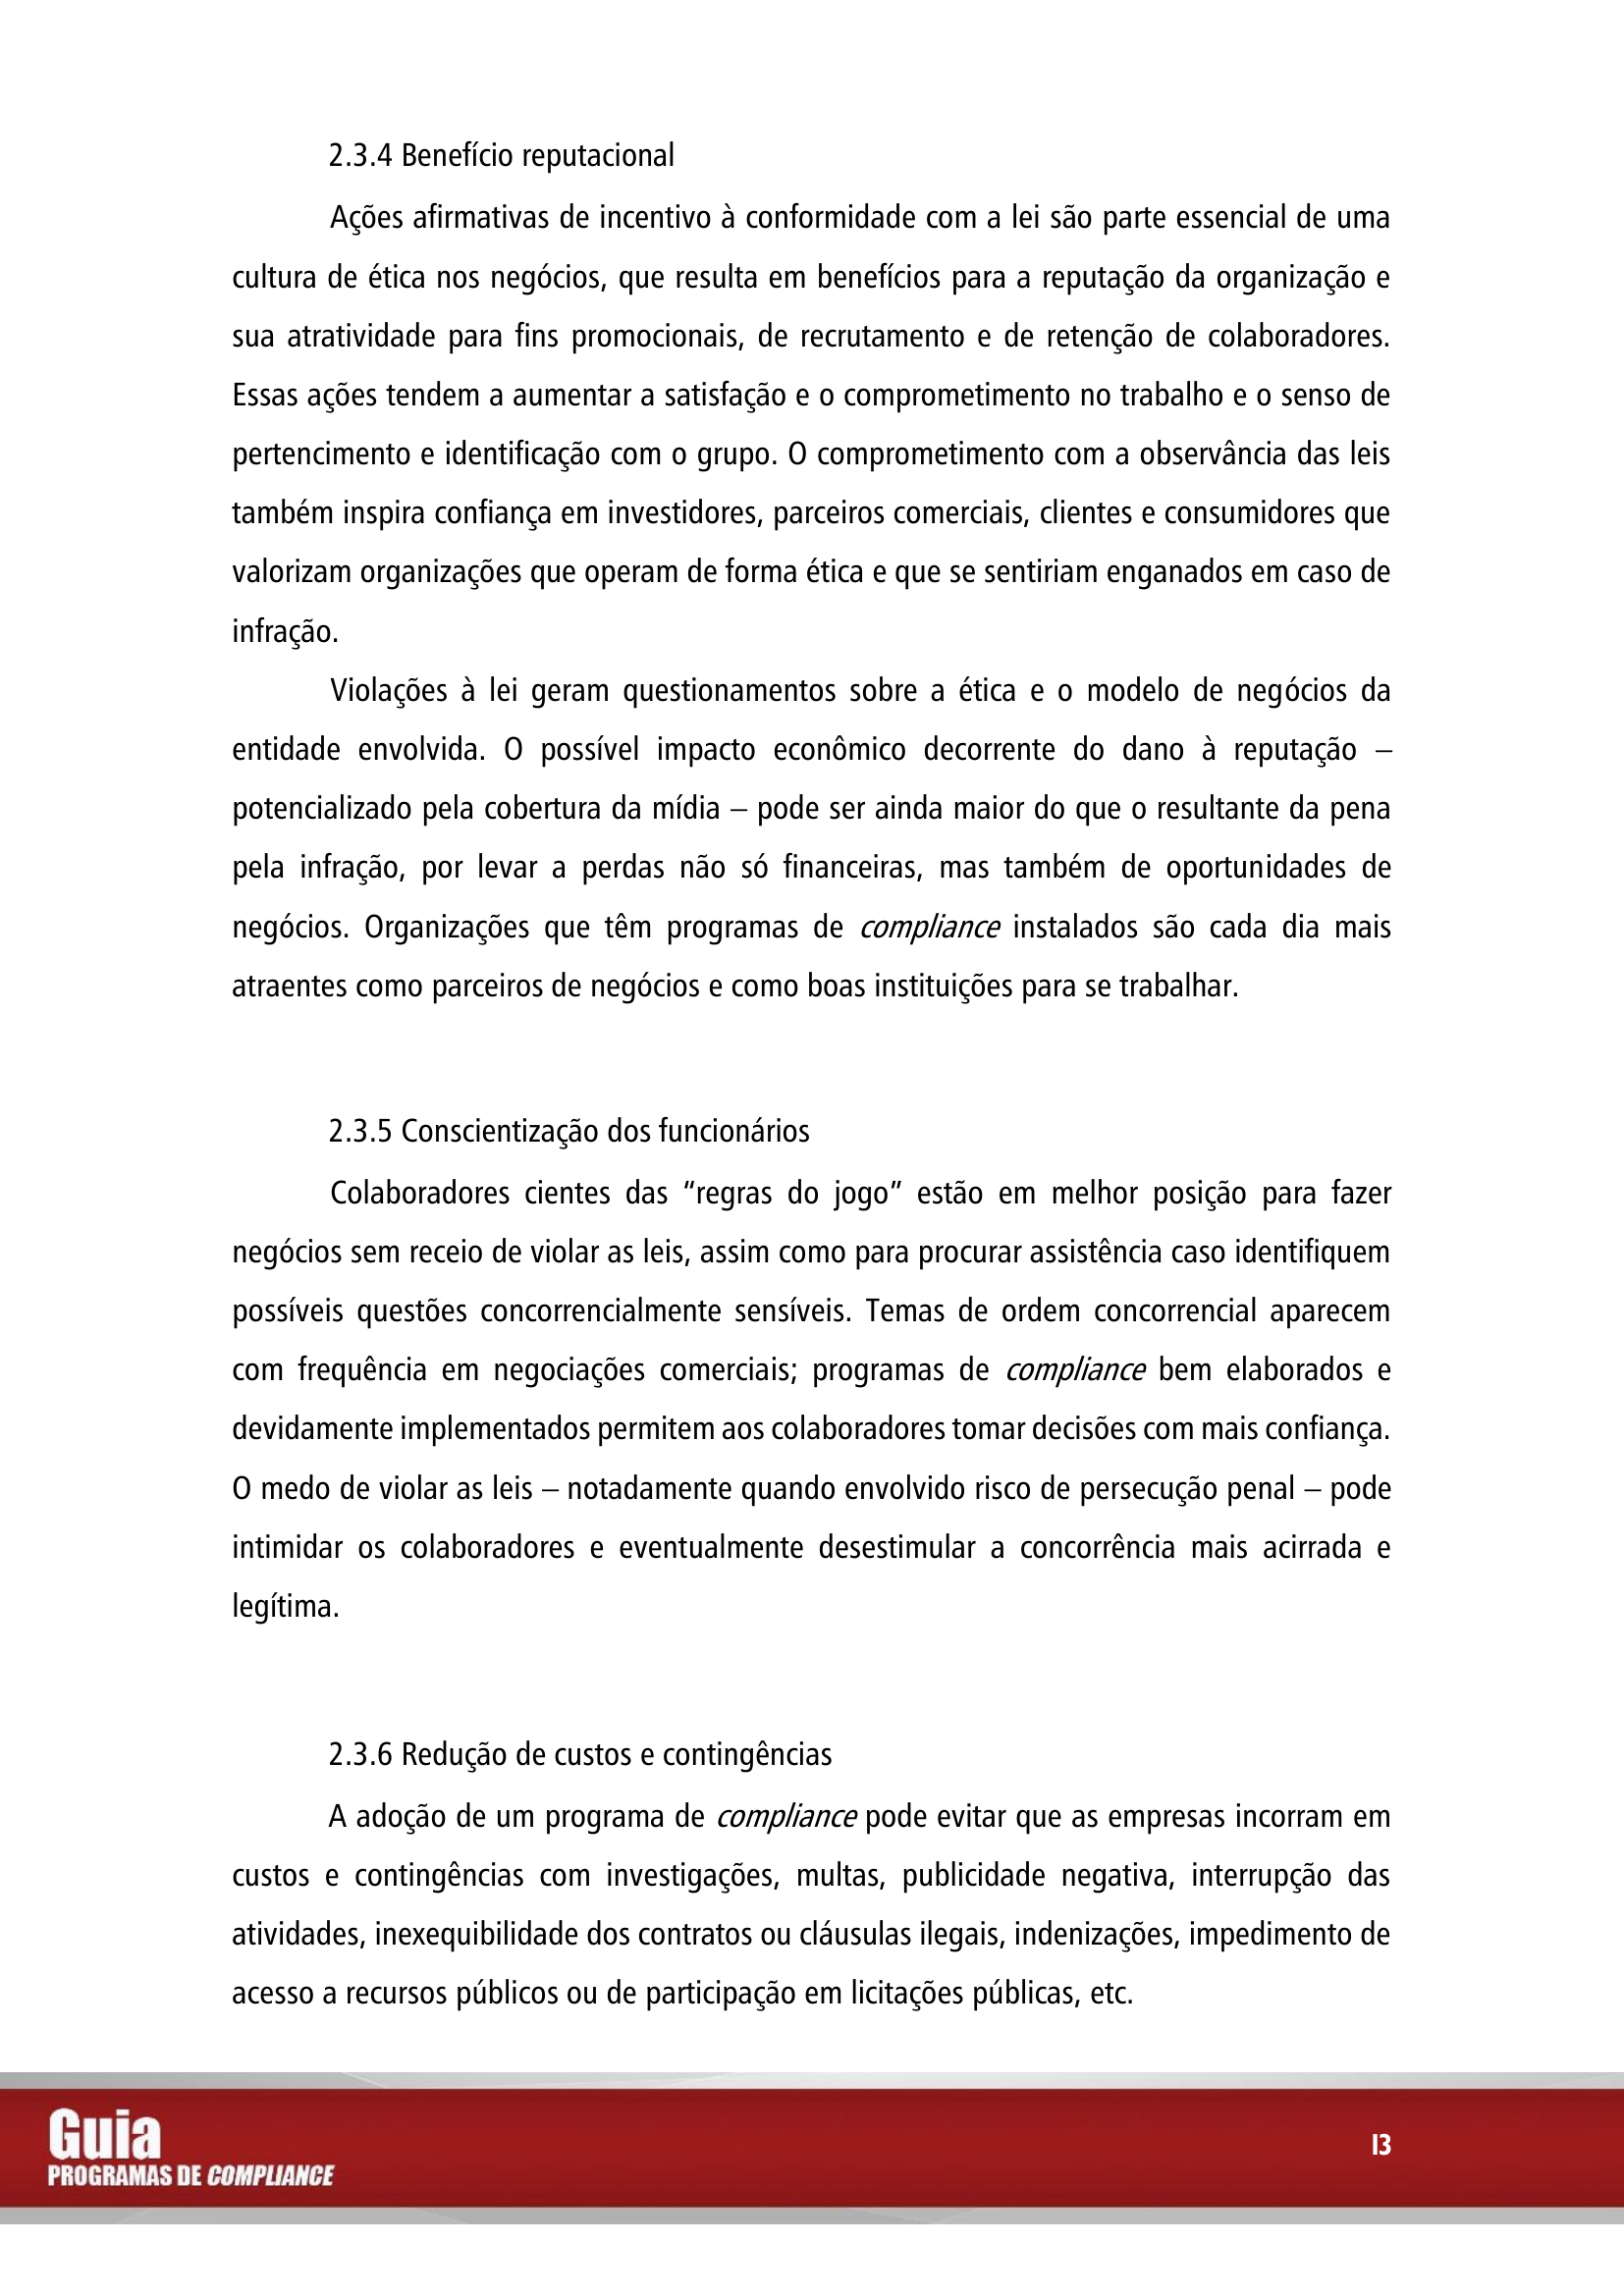 2.3.4 Benefício reputacional
Ações afirmativas de incentivo à conformidade com a lei são parte essencial de uma
cultura de ética nos negócios, que resulta em benefícios para a reputação da organização e
sua atratividade para fins promocionais, de recrutamento e de retenção de colaboradores.
Essas ações tendem a aumentar a satisfação e o comprometimento no trabalho e o senso de
pertencimento e identificação com o grupo. O comprometimento com a observância das leis
também inspira confiança em investidores, parceiros comerciais, clientes e consumidores que
valorizam organizações que operam de forma ética e que se sentiriam enganados em caso de
infração.
Violações à lei geram questionamentos sobre a ética e o modelo de negócios da
entidade envolvida. O possível impacto econômico decorrente do dano à reputação –
potencializado pela cobertura da mídia – pode ser ainda maior do que o resultante da pena
pela infração, por levar a perdas não só financeiras, mas também de oportunidades de
negócios. Organizações que têm programas de compliance instalados são cada dia mais
atraentes como parceiros de negócios e como boas instituições para se trabalhar.
2.3.5 Conscientização dos funcionários
Colaboradores cientes das “regras do jogo” estão em melhor posição para fazer
negócios sem receio de violar as leis, assim como para procurar assistência caso identifiquem
possíveis questões concorrencialmente sensíveis. Temas de ordem concorrencial aparecem
com frequência em negociações comerciais; programas de compliance bem elaborados e
devidamente implementados permitem aos colaboradores tomar decisões com mais confiança.
O medo de violar as leis – notadamente quando envolvido risco de persecução penal – pode
intimidar os colaboradores e eventualmente desestimular a concorrência mais acirrada e
legítima.
2.3.6 Redução de custos e contingências
A adoção de um programa de compliance pode evitar que as empresas incorram em
custos e contingências com investigações, multas, publicidade negativa, interrupção das
atividades, inexequibilidade dos contratos ou cláusulas ilegais, indenizações, impedimento de
acesso a recursos públicos ou de participação em licitações públicas, etc.
Guia
PROGRAMAS DE COMPLIANCE
13